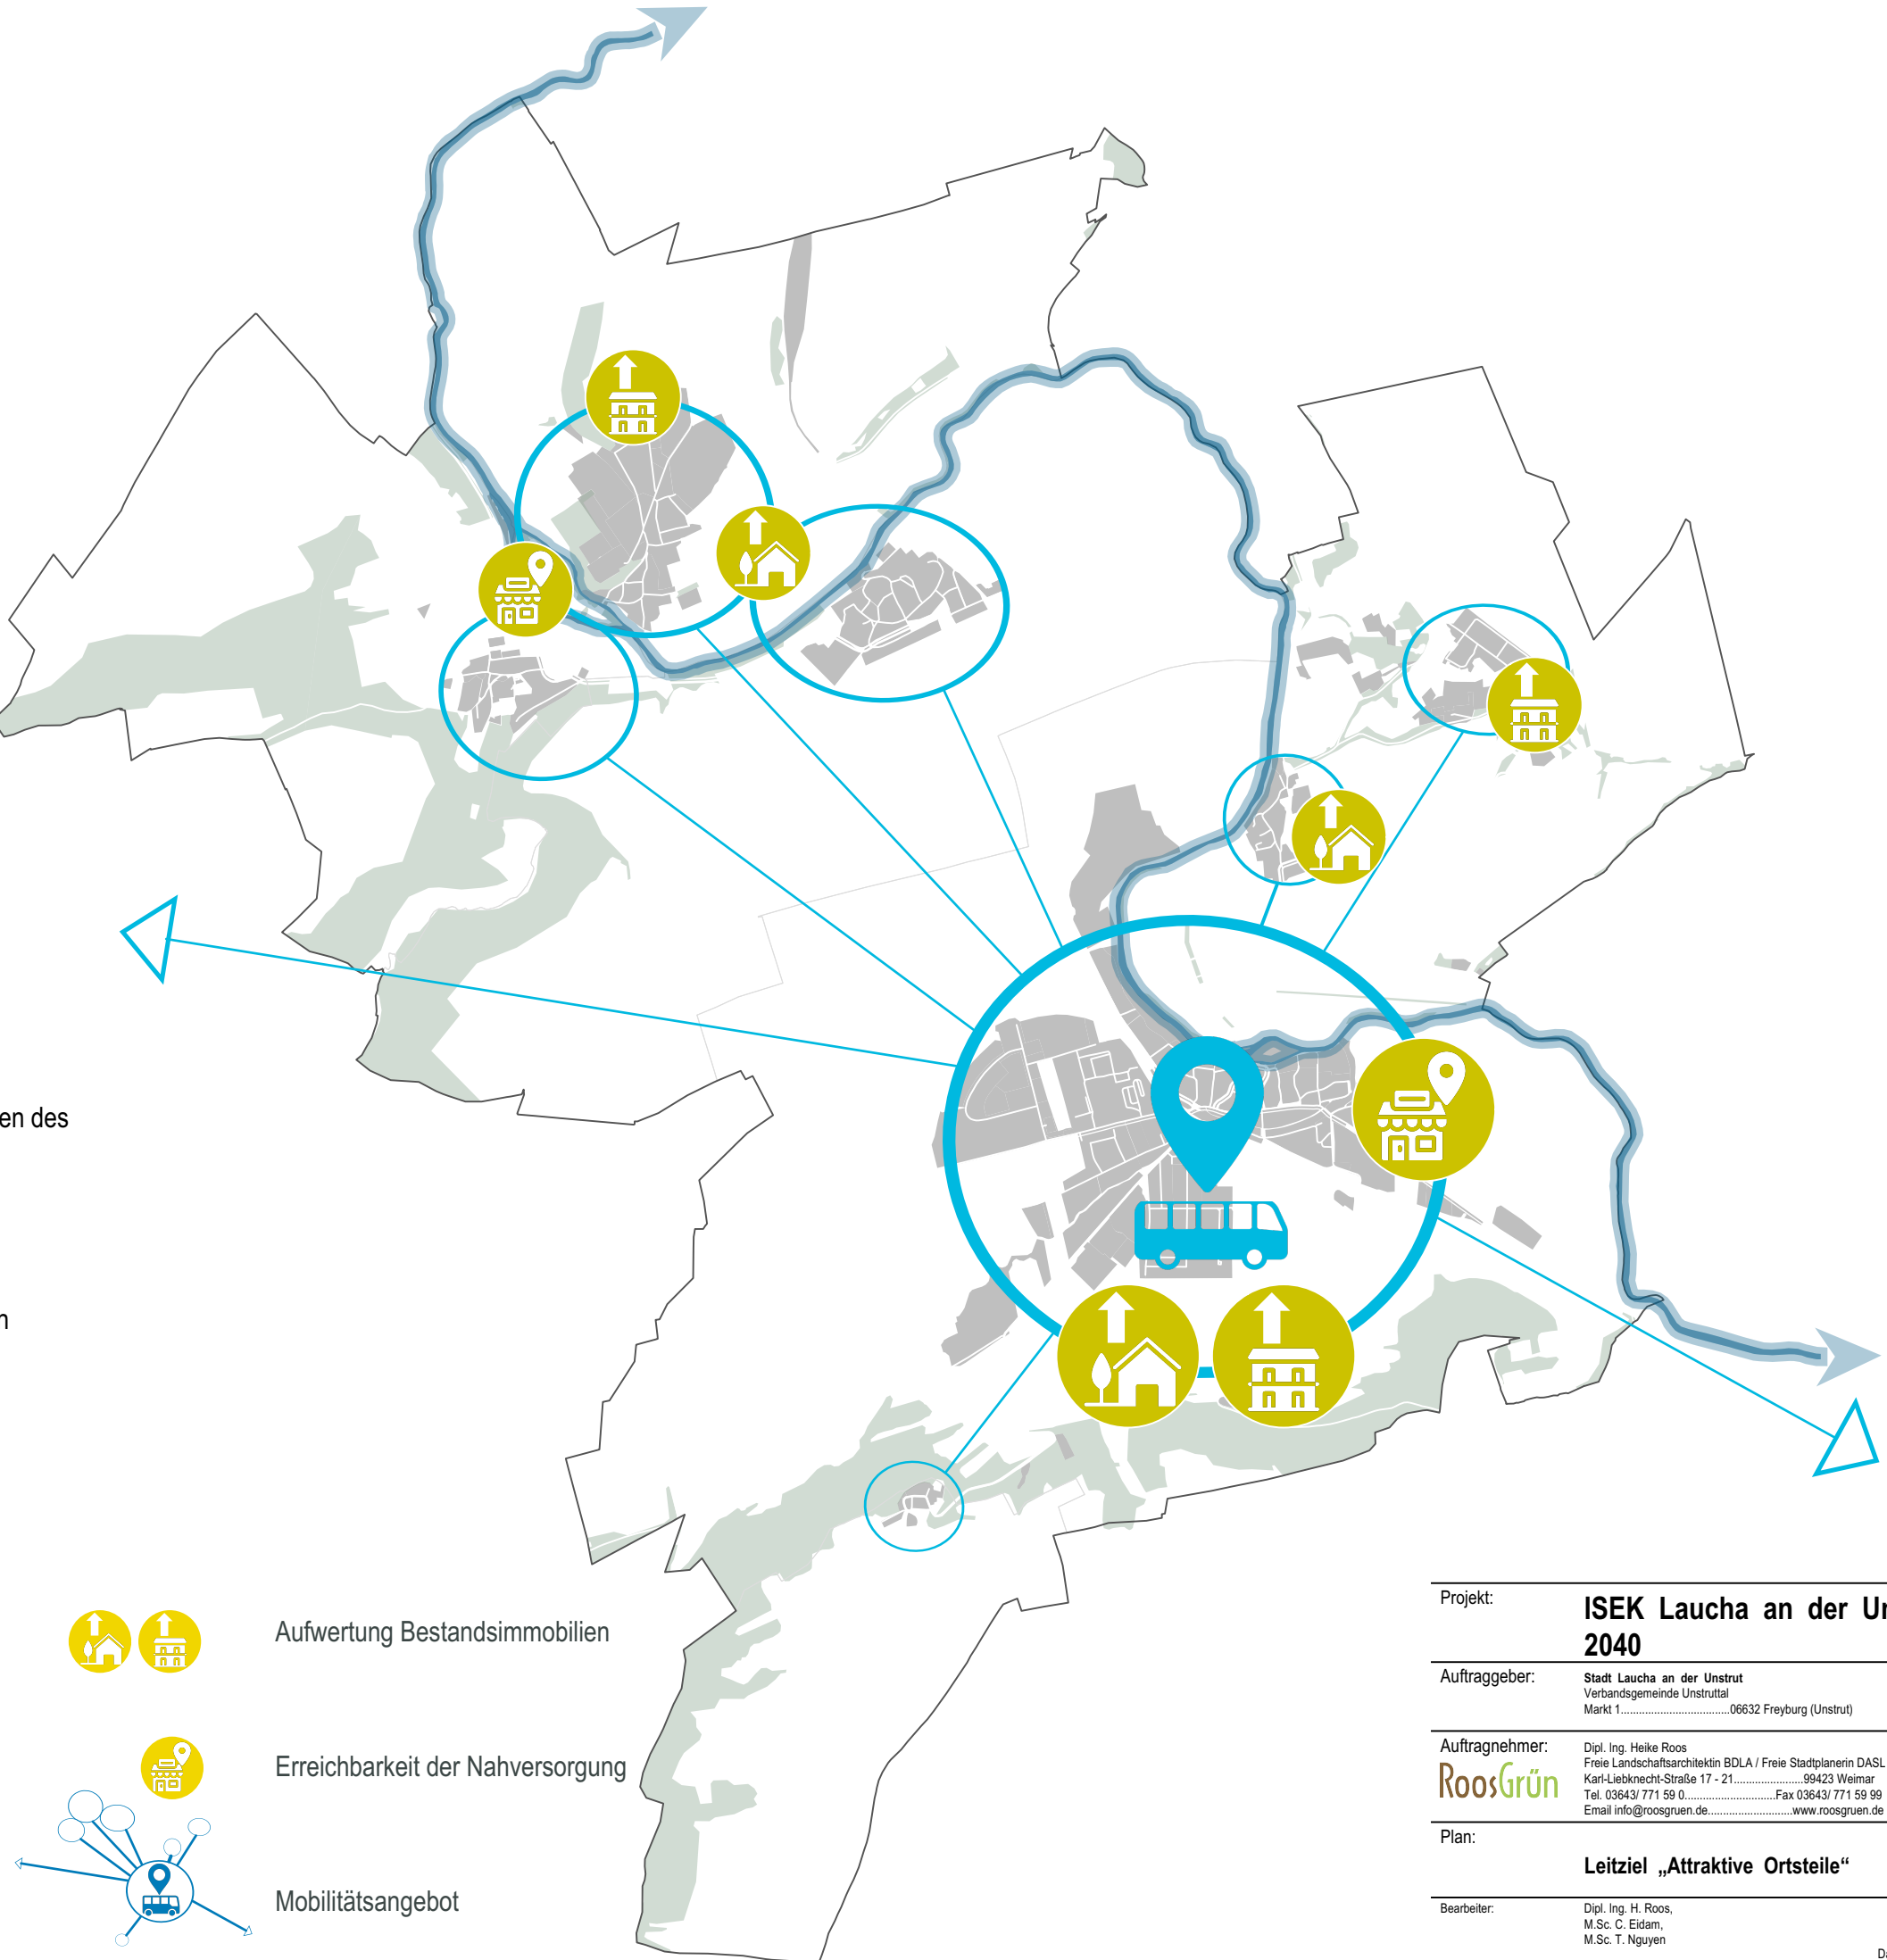 en des
n
Aufwertung Bestandsimmobilien
Erreichbarkeit der Nahversorgung
Mobilitätsangebot
Projekt:
ISEK Laucha an der Un
2040
Auftraggeber:
Stadt Laucha an der Unstrut
Verbandsgemeinde Unstruttal
Markt 1....................................06632 Freyburg (Unstrut)
Auftragnehmer:
RoosGrün
Dipl. Ing. Heike Roos
Freie Landschaftsarchitektin BDLA / Freie Stadtplanerin DASL
Karl-Liebknecht-Straße 17 - 21.......................99423 Weimar
Tel. 03643/ 771 59 0..............................Fax 03643/ 771 59 99
Email info@roosgruen.de............................www.roosgruen.de
Plan:
Leitziel „Attraktive Ortsteile“
Bearbeiter:
Dipl. Ing. H. Roos,
M.Sc. C. Eidam,
M.Sc. T. Nguyen
Da